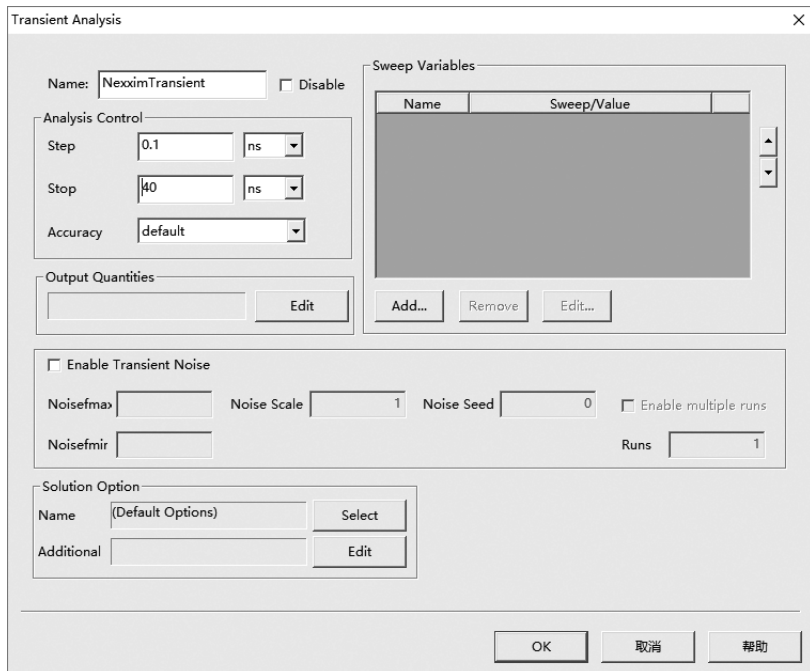 Transient Analysis
Name: NexximTransient Disable
Analysis Control
Step 0.1 ns
Stop 40 ns
Accuracy default
Output Quantities
Edit
Sweep Variables
Name Sweep/Value
Add... Remove Edit...
Enable Transient Noise
Noisefmax Noise Scale 1 Noise Seed 0 Enable multiple runs
Noisefmir Runs 1
Solution Option
Name (Default Options) Select
Additional Edit
OK 取消 帮助